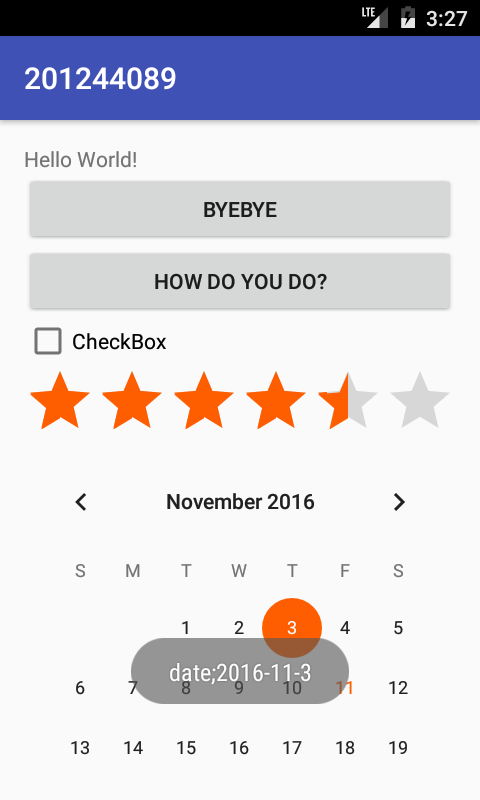 LTE 3:27
201244089
Hello World!
BYEBYE
HOW DO YOU DO?
CheckBox
November 2016
S M T W T F S
1 2 3 4 5
date;2016-11-3
6 7 8 9 10 11 12
13 14 15 16 17 18 19